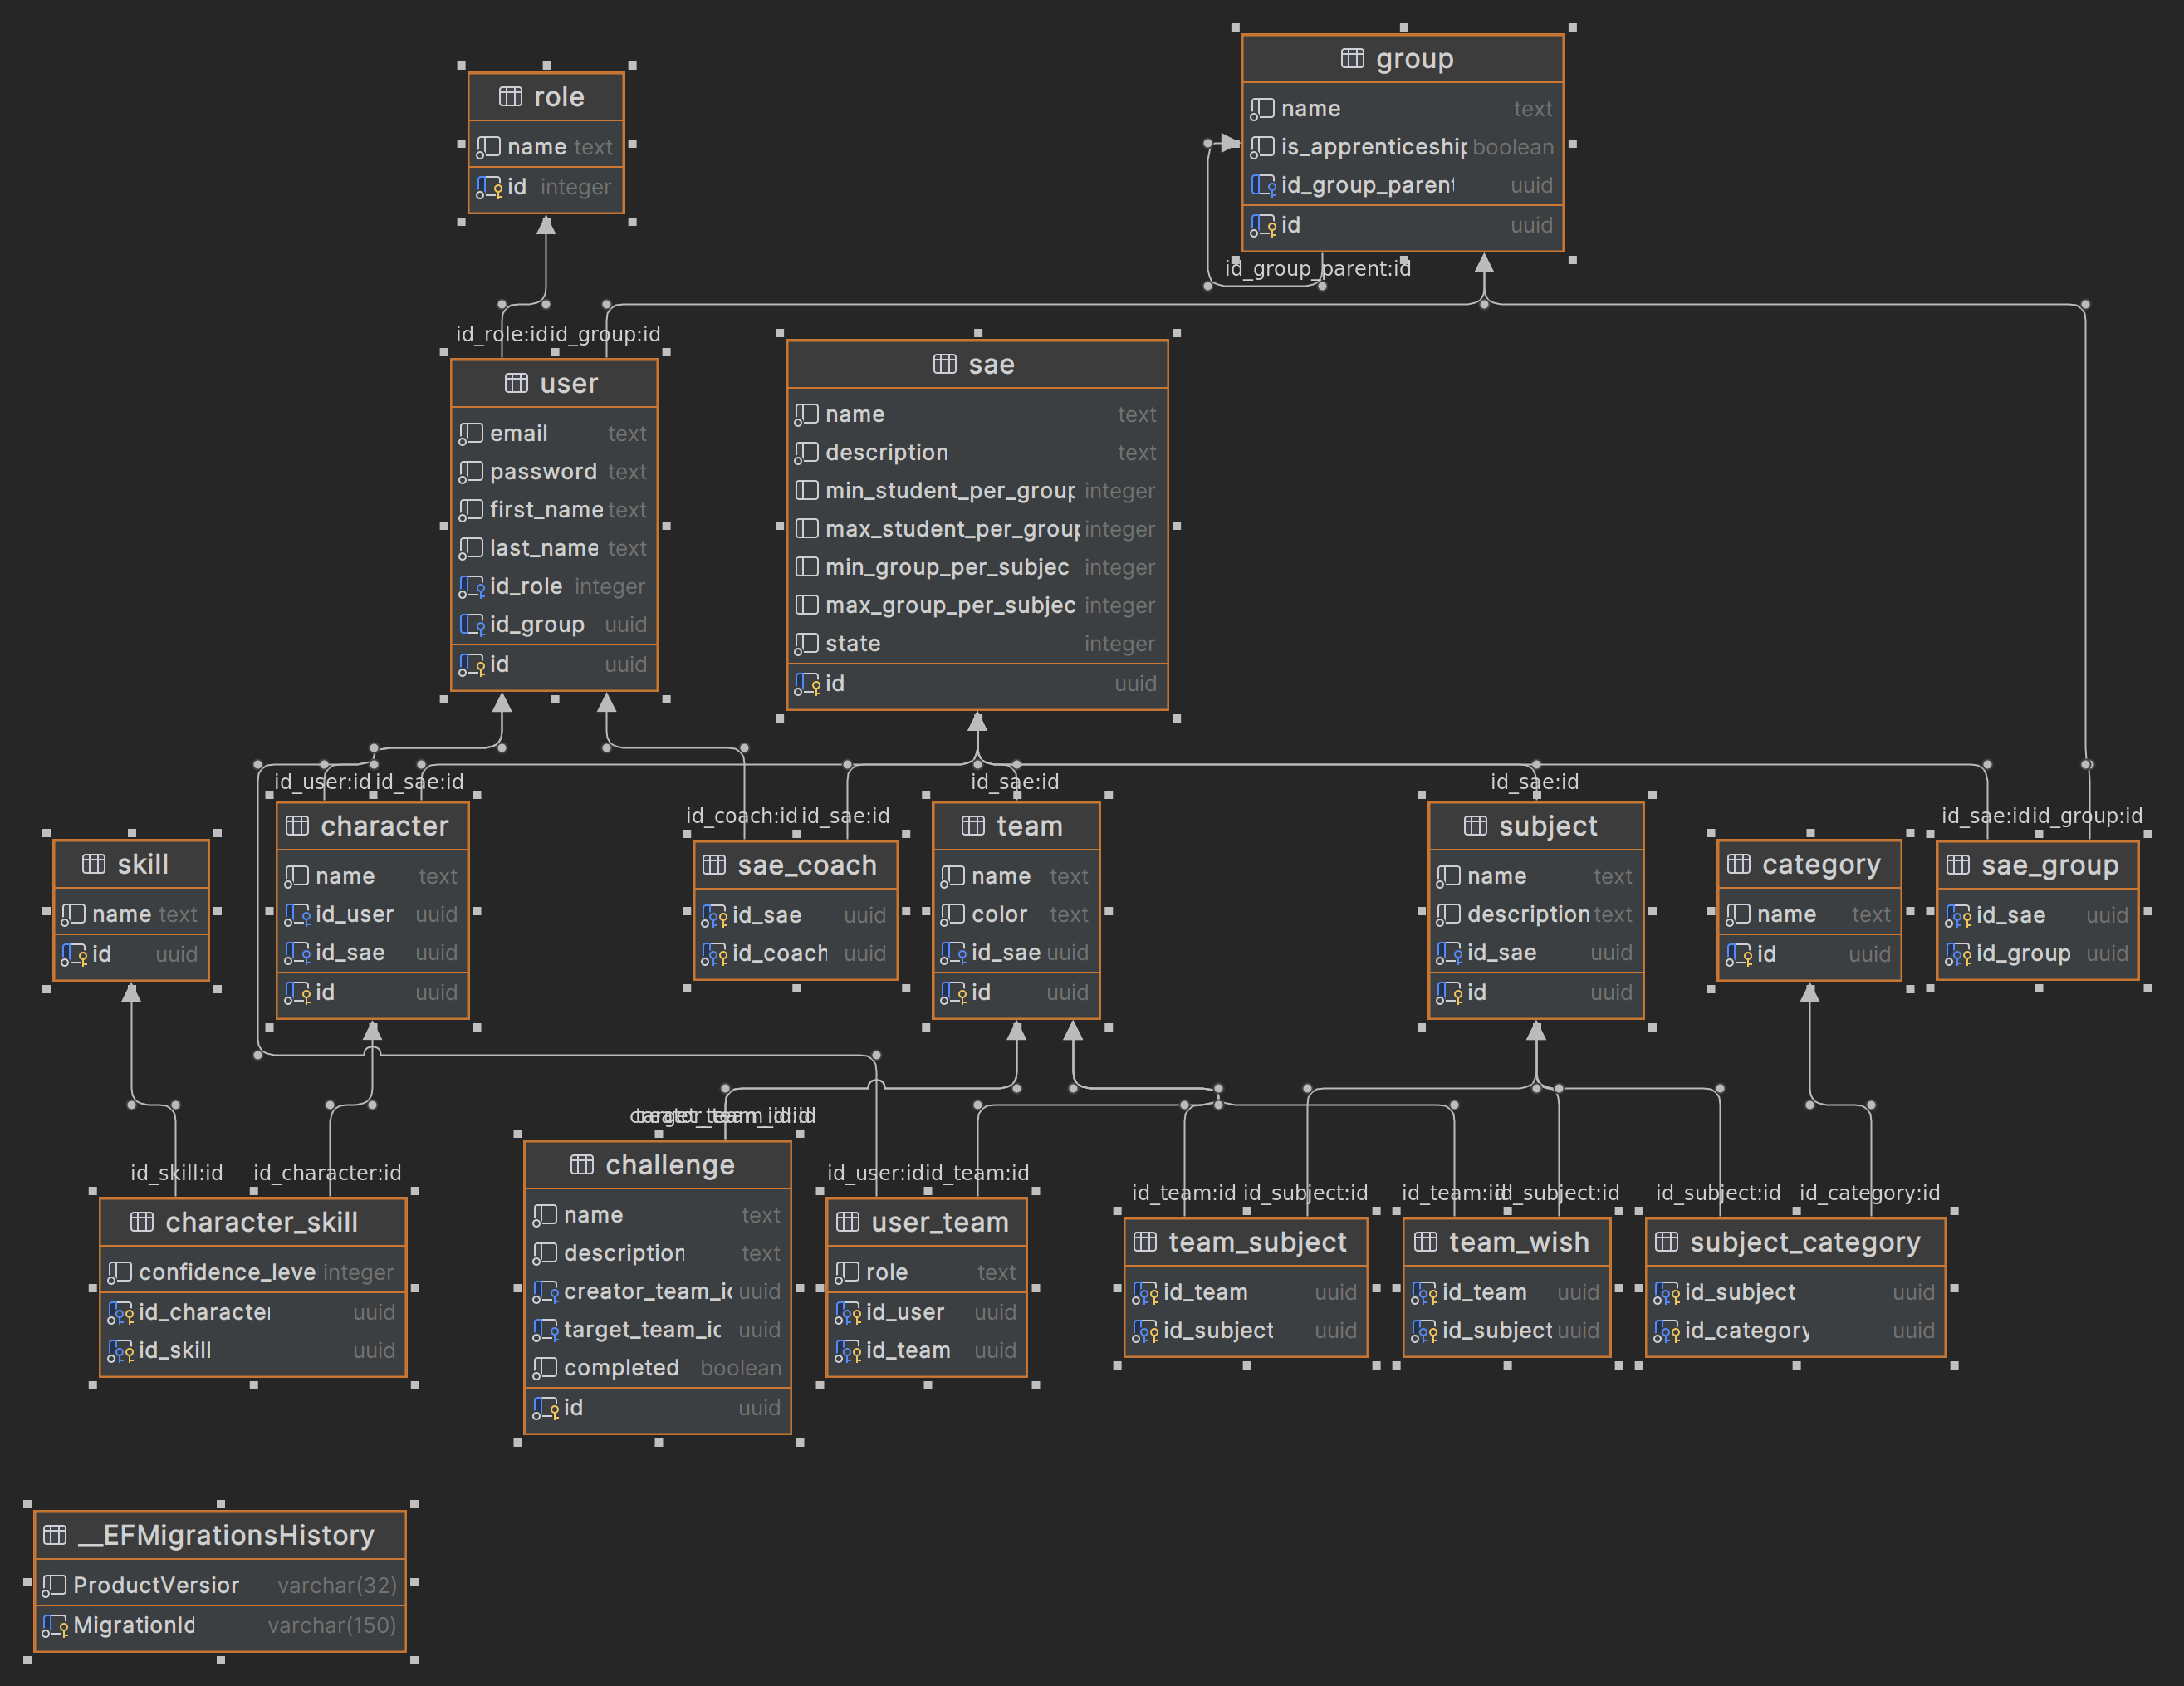 group
name text
is_apprenticeship boolean
id_group_parent uuid
id uuid
id_group_parent:id
role
name text
id integer
id_role:id id_group:id
user
email text
password text
first_name text
last_name text
id_role integer
id_group uuid
id uuid
sae
name text
description text
min_student_per_group integer
max_student_per_group integer
min_group_per_subjec integer
max_group_per_subjec integer
state integer
id uuid
id_user:id id_sae:id
id_coach:id id_sae:id
id_sae:id
id_sae:id
id_sae:id id_group:id
skill
name text
id uuid
character
name text
id_user uuid
id_sae uuid
id uuid
sae_coach
id_sae uuid
id_coach uuid
team
name text
color text
id_sae uuid
id uuid
subject
name text
description text
id_sae uuid
id uuid
category
name text
id uuid
sae_group
id_sae uuid
id_group uuid
id_skill:id id_character:id
id_user:id id_team:id
id_team:id id_subject:id
id_team:id id_subject:id
id_subject:id id_category:id
character_skill
confidence_leve integer
id_character uuid
id_skill uuid
challenge
name text
description text
creator_team_id uuid
target_team_id uuid
completed boolean
id uuid
user_team
role text
id_user uuid
id_team uuid
team_subject
id_team uuid
id_subject uuid
team_wish
id_team uuid
id_subject uuid
subject_category
id_subject uuid
id_category uuid
__EFMigrationsHistory
ProductVersion varchar(32)
MigrationId varchar(150)